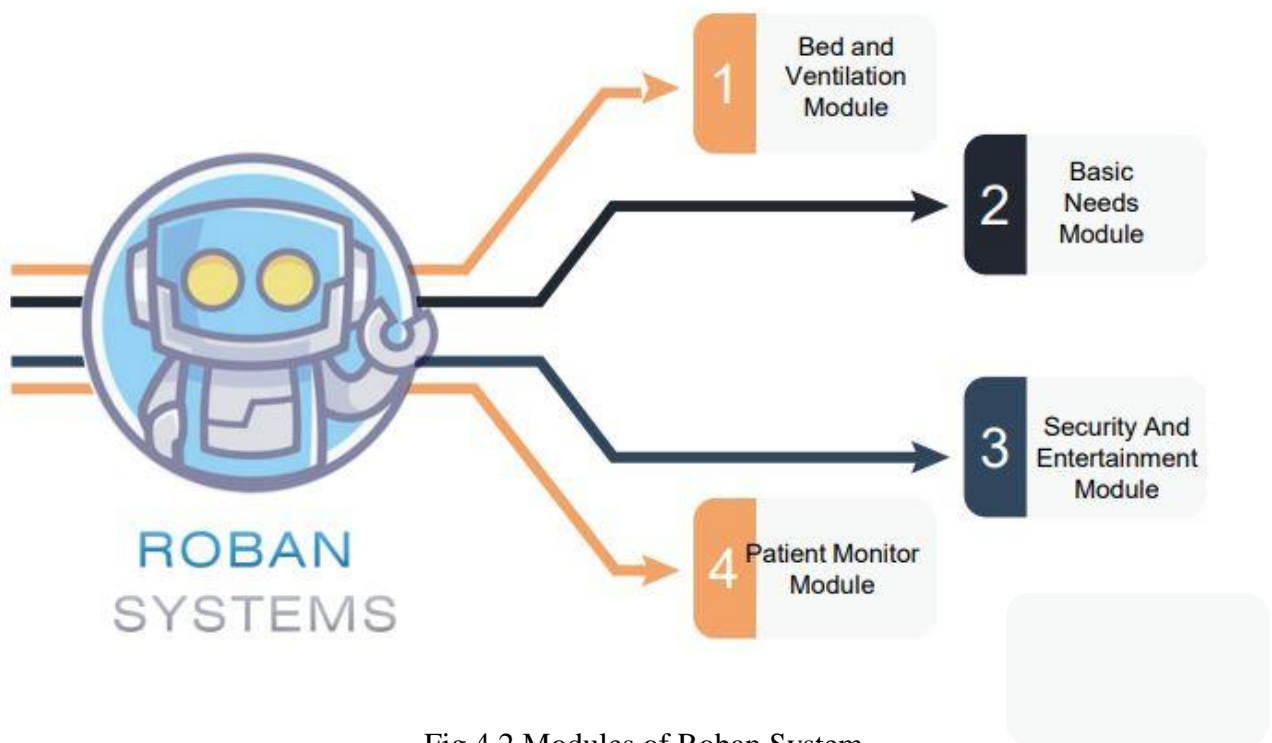 1
Bed and
Ventilation
Module
2
Basic
Needs
Module
3
Security And
Entertainment
Module
4
Patient Monitor
Module
ROBAN
SYSTEMS
Fig 4.2 Modules of Roban System